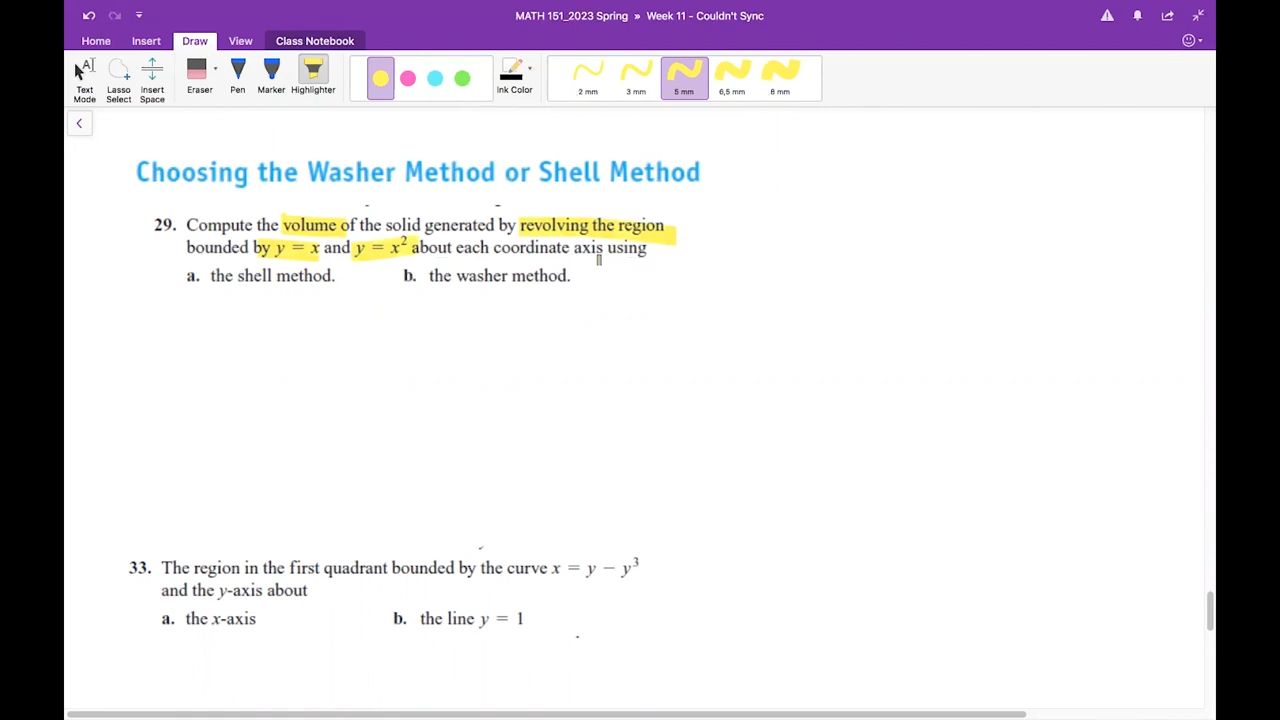 MATH 151_2023 Spring » Week 11 - Couldn't Sync
Home Insert Draw View Class Notebook
Text Mode Lasso Select Insert Space Eraser Pen Marker Highlighter Ink Color 2 mm 3 mm 5 mm 6,5 mm 8 mm
Choosing the Washer Method or Shell Method
29. Compute the volume of the solid generated by revolving the region
bounded by y = x and y = x² about each coordinate axis using
a. the shell method. b. the washer method.
33. The region in the first quadrant bounded by the curve x = y − y³
and the y-axis about
a. the x-axis b. the line y = 1